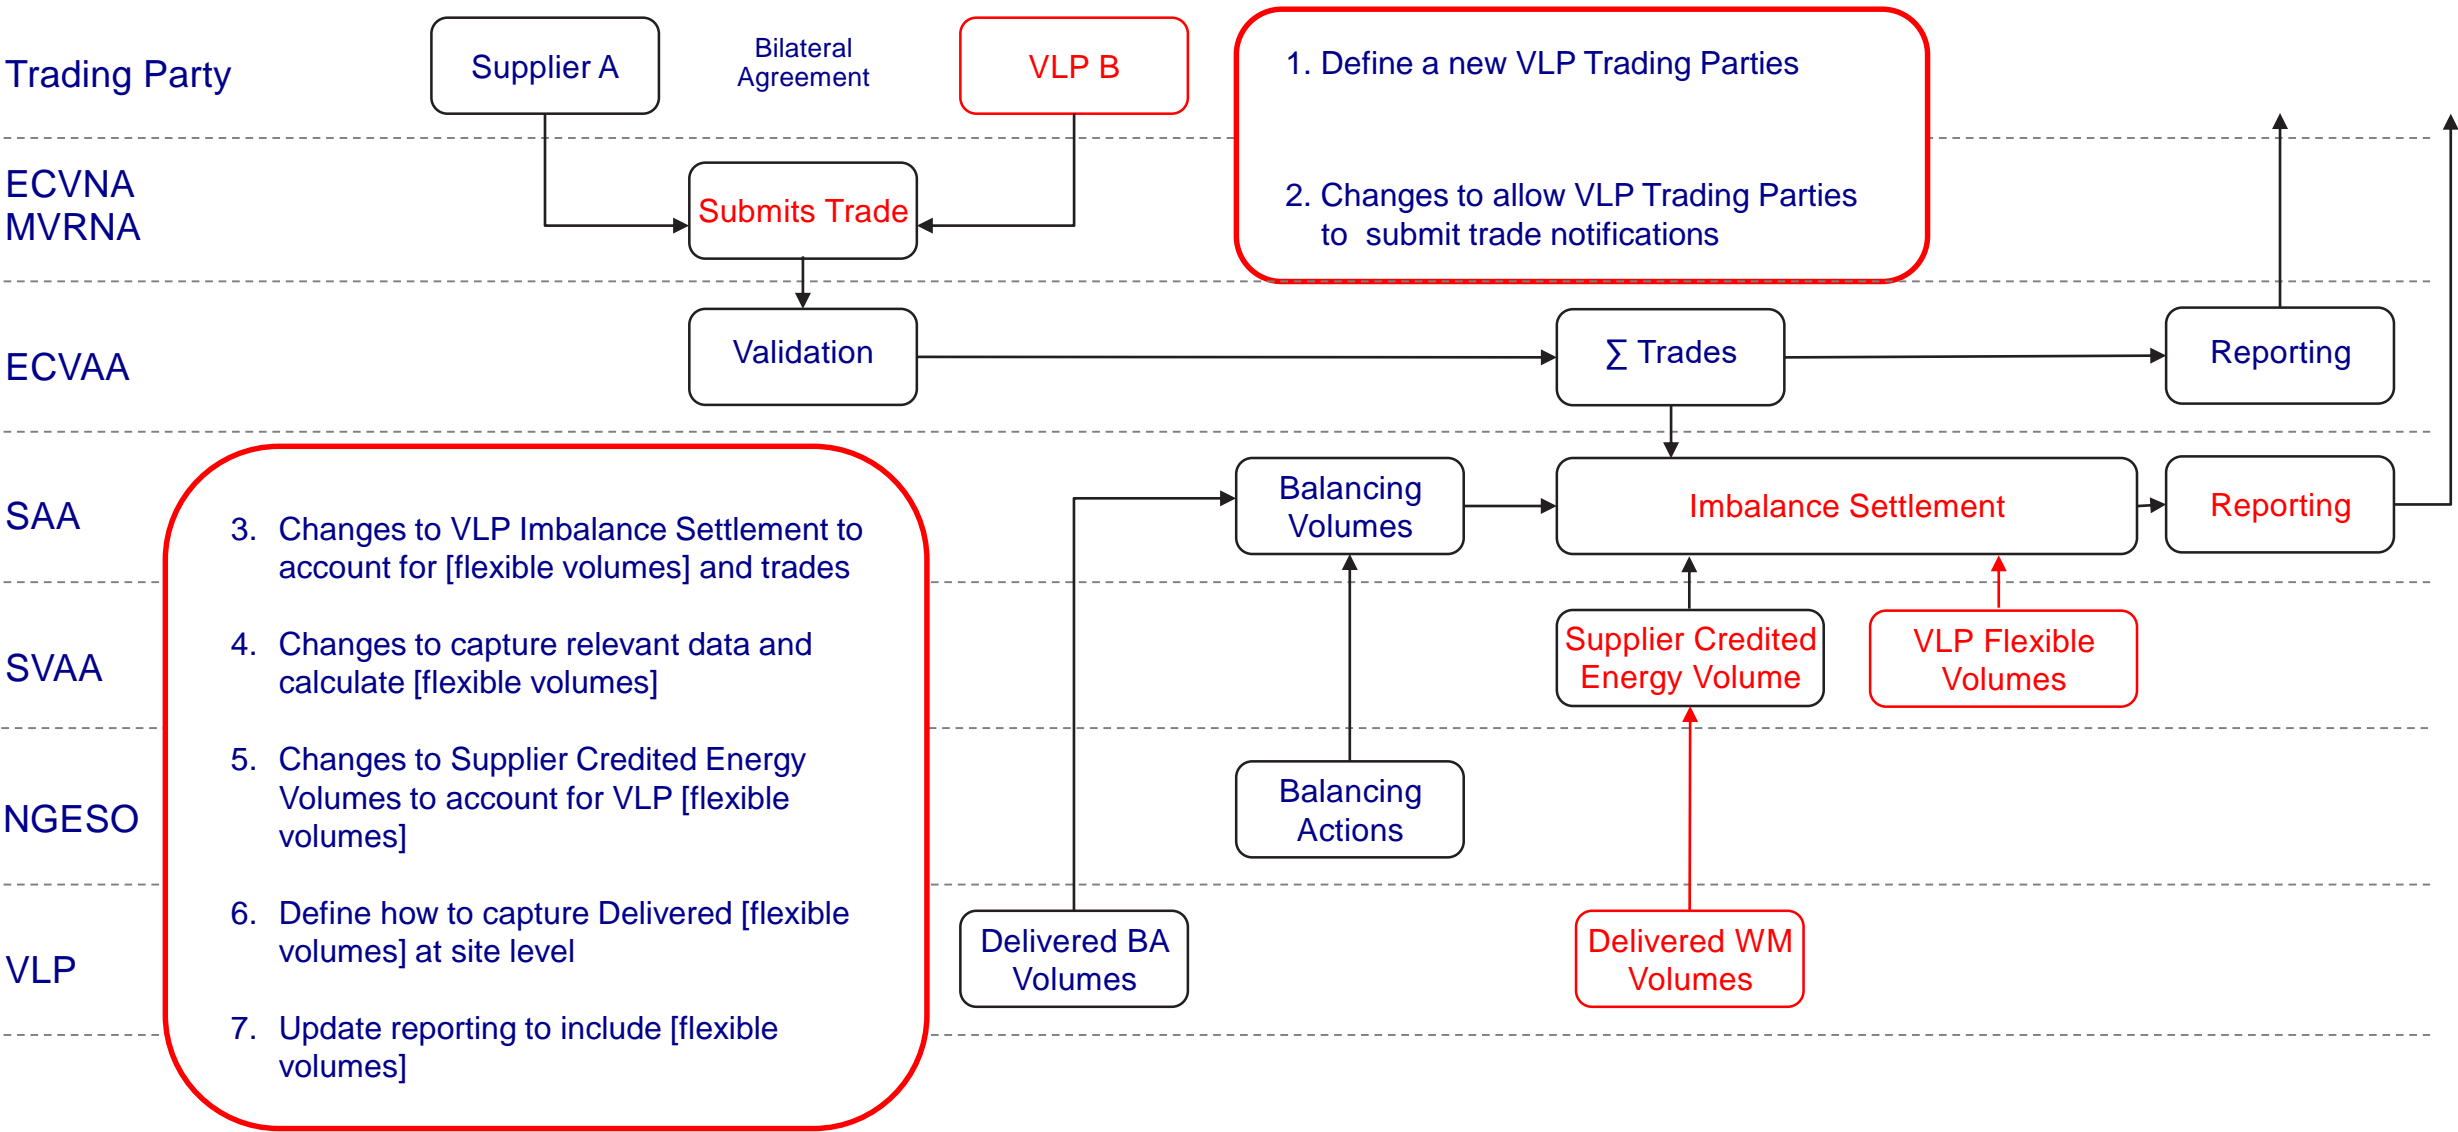 Trading Party
Supplier A
Bilateral
Agreement
VLP B
1. Define a new VLP Trading Parties
ECVNA
MVRNA
Submits Trade
2. Changes to allow VLP Trading Parties
to submit trade notifications
ECVAA
Validation
∑ Trades
Reporting
SAA
Balancing
Volumes
Imbalance Settlement
Reporting
3. Changes to VLP Imbalance Settlement to
account for [flexible volumes] and trades
SVAA
4. Changes to capture relevant data and
calculate [flexible volumes]
Supplier Credited
Energy Volume
VLP Flexible
Volumes
NGESO
5. Changes to Supplier Credited Energy
Volumes to account for VLP [flexible
volumes]
Balancing
Actions
VLP
6. Define how to capture Delivered [flexible
volumes] at site level
Delivered BA
Volumes
Delivered WM
Volumes
7. Update reporting to include [flexible
volumes]